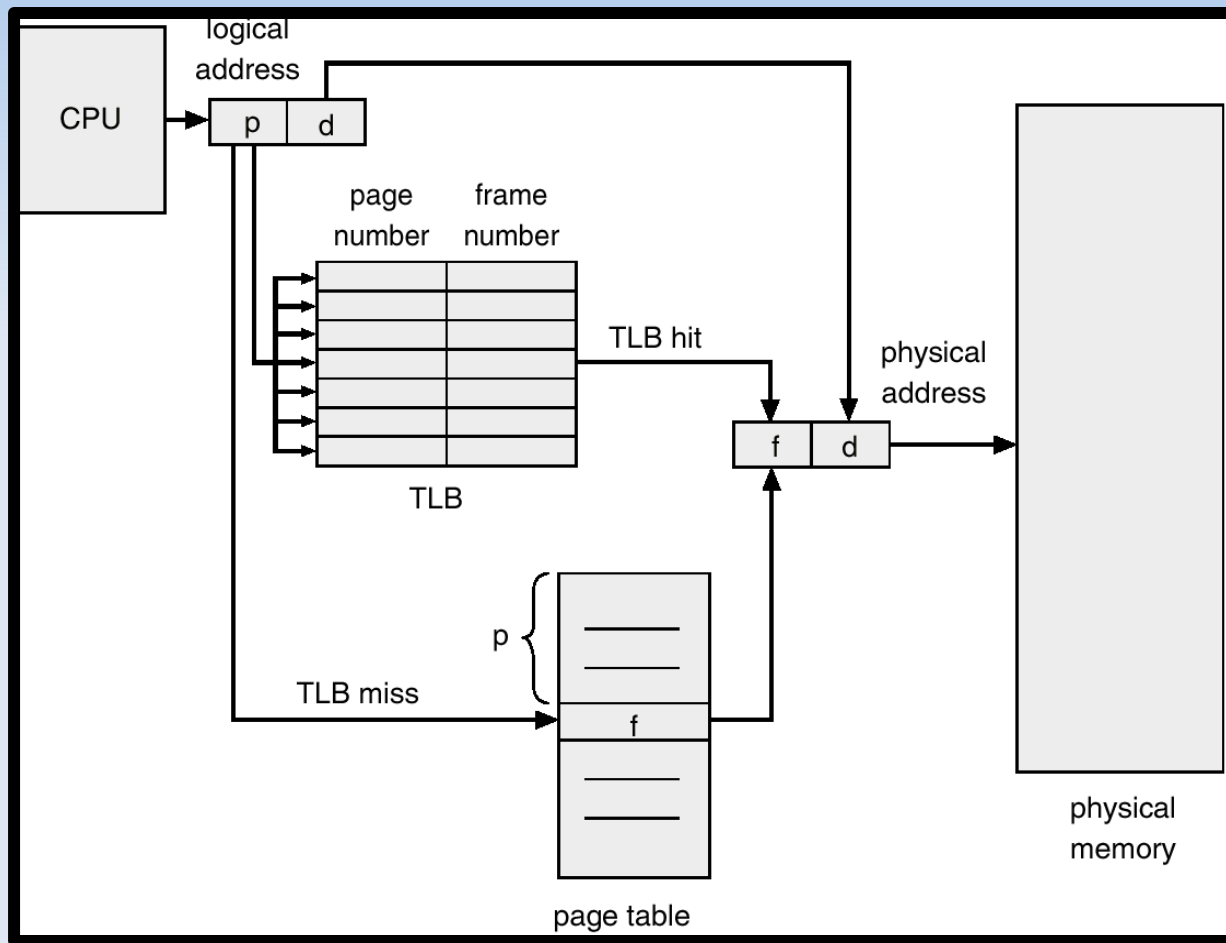 logical
address
CPU
p
d
page
number
frame
number
TLB hit
physical
address
f
d
TLB
p
TLB miss
f
physical
memory
page table